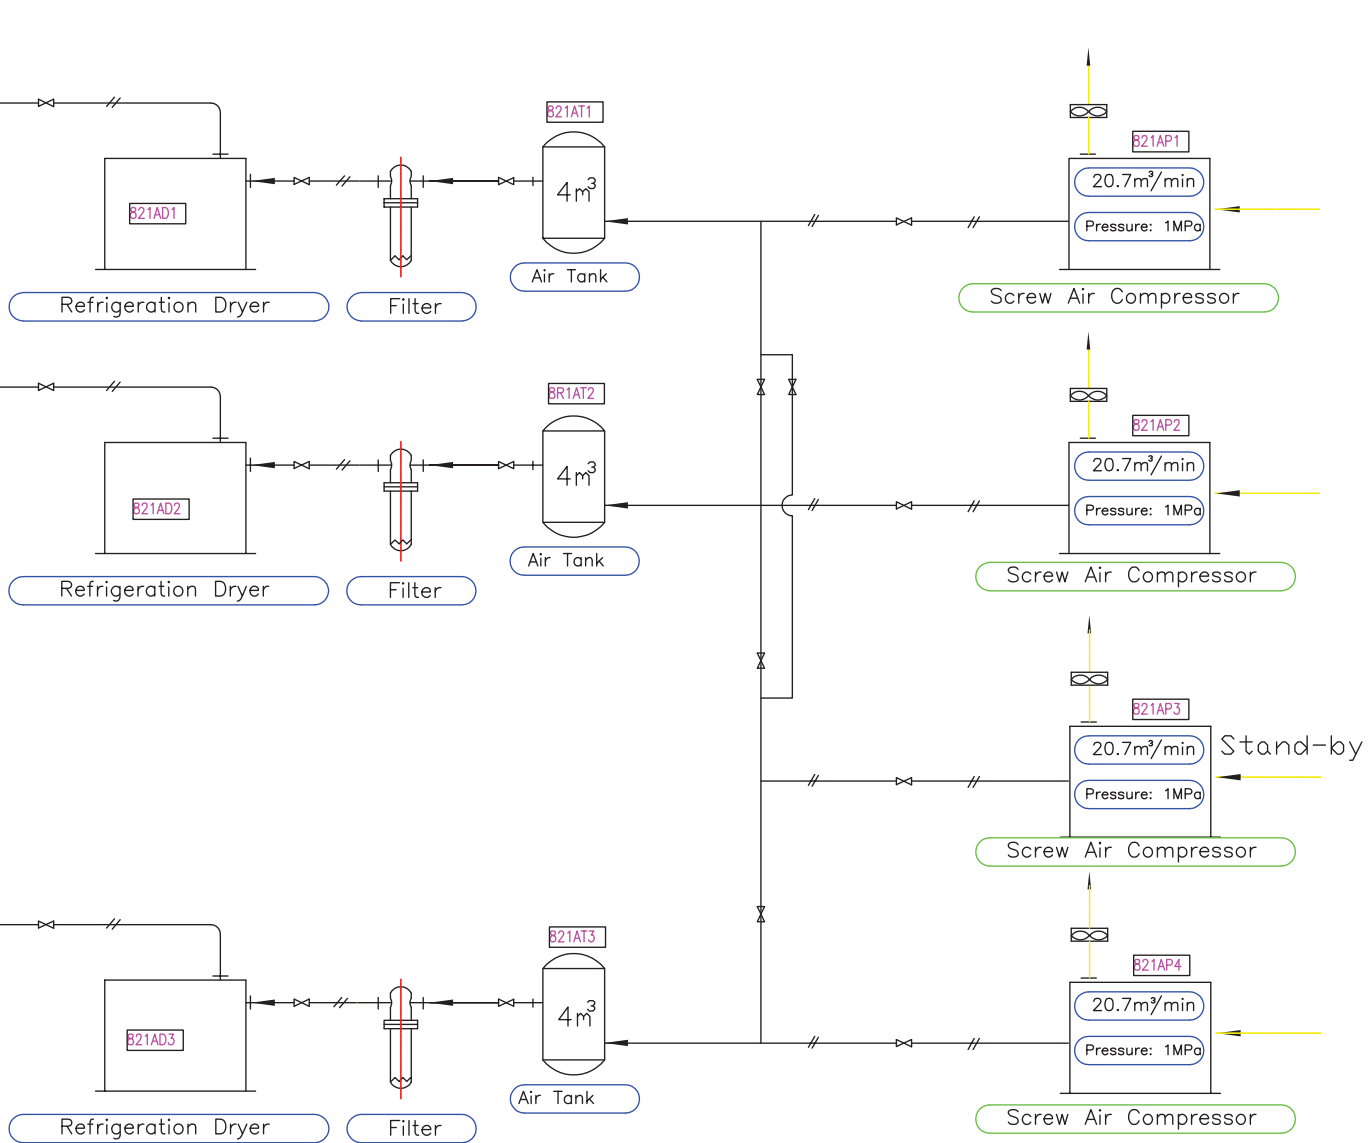 821AT1
821AP1
4m³
20.7m³/min
821AD1
Pressure: 1MPa
Air Tank
Refrigeration Dryer
Filter
Screw Air Compressor
8R1AT2
821AP2
4m³
20.7m³/min
821AD2
Pressure: 1MPa
Air Tank
Refrigeration Dryer
Filter
Screw Air Compressor
821AP3
20.7m³/min
Stand-by
Pressure: 1MPa
Screw Air Compressor
821AT3
821AP4
4m³
20.7m³/min
821AD3
Pressure: 1MPa
Air Tank
Refrigeration Dryer
Filter
Screw Air Compressor